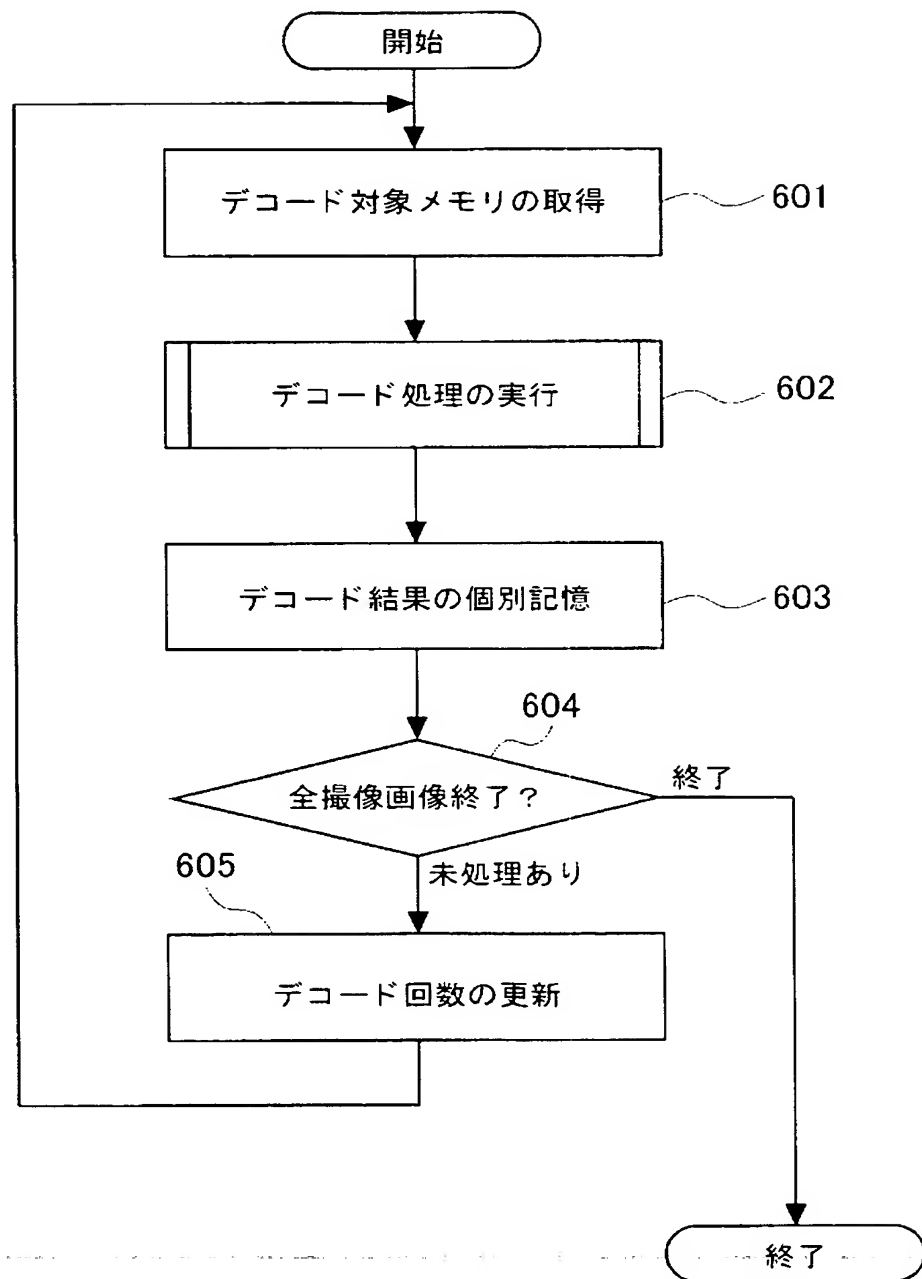 開始
デコード対象メモリの取得
601
デコード処理の実行
602
デコード結果の個別記憶
603
604
全撮像画像終了?
終了
未処理あり
605
デコード回数の更新
終了